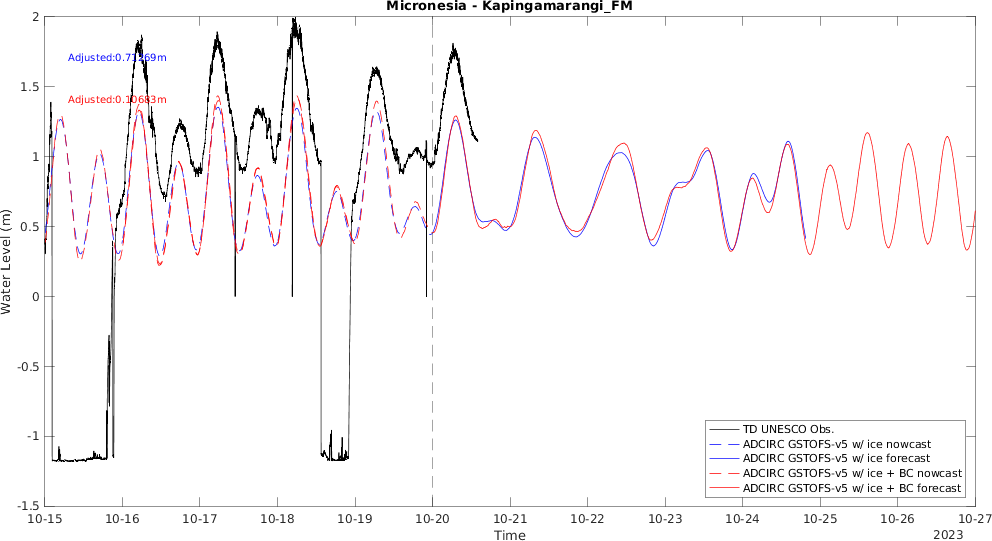 Micronesia - Kapingamarangi_FM
2
1.5
1
0.5
0
-0.5
-1
-1.5
Water Level (m)
Adjusted:0.71269m
Adjusted:0.10683m
TD UNESCO Obs.
ADCIRC GSTOFS-v5 w/ ice nowcast
ADCIRC GSTOFS-v5 w/ ice forecast
ADCIRC GSTOFS-v5 w/ ice + BC nowcast
ADCIRC GSTOFS-v5 w/ ice + BC forecast
10-15 10-16 10-17 10-18 10-19 10-20 10-21 10-22 10-23 10-24 10-25 10-26 10-27
Time
2023